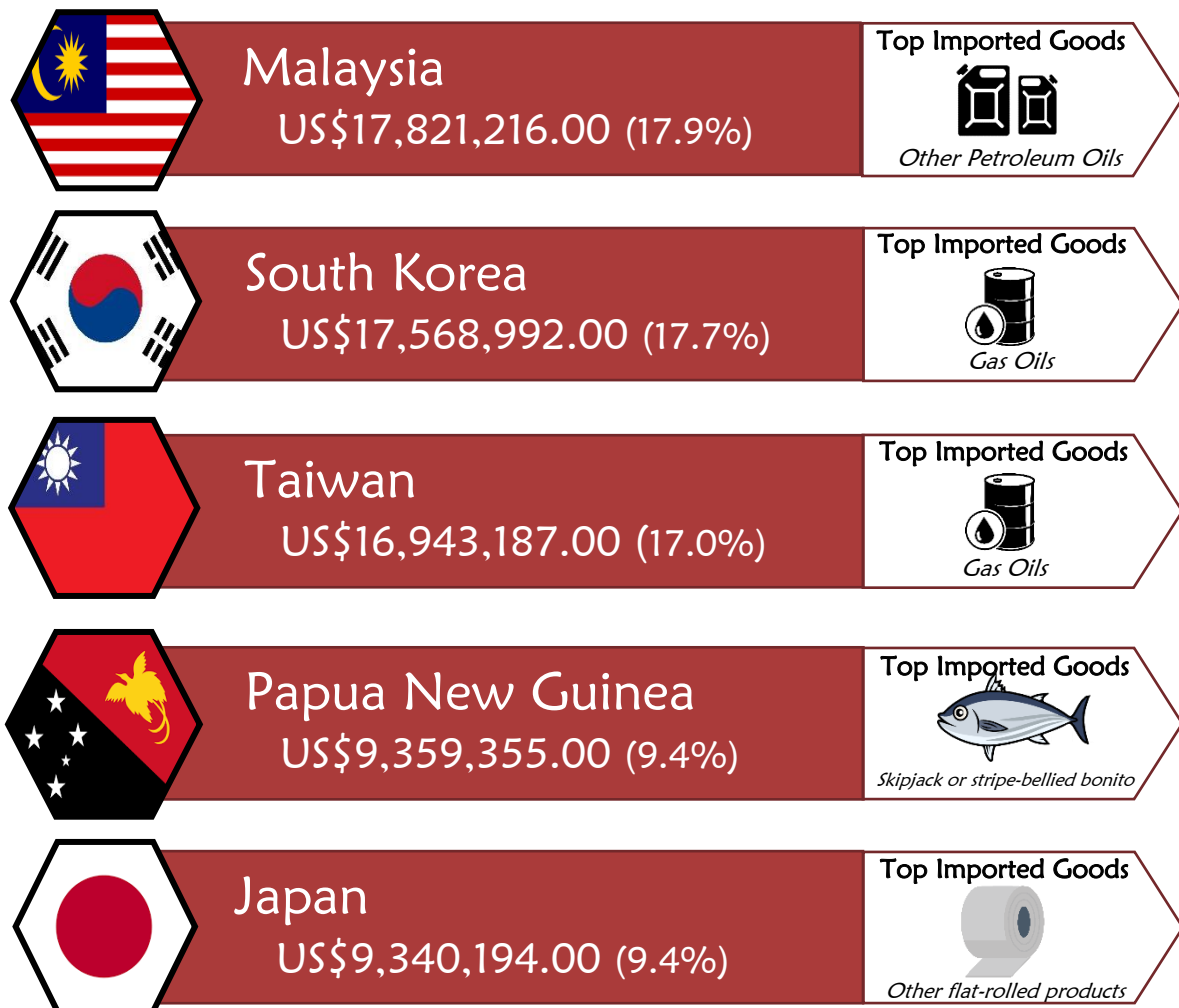 Malaysia
US$17,821,216.00 (17.9%)
Top Imported Goods
Other Petroleum Oils
South Korea
US$17,568,992.00 (17.7%)
Top Imported Goods
Gas Oils
Taiwan
US$16,943,187.00 (17.0%)
Top Imported Goods
Gas Oils
Papua New Guinea
US$9,359,355.00 (9.4%)
Top Imported Goods
Skipjack or stripe-bellied bonito
Japan
US$9,340,194.00 (9.4%)
Top Imported Goods
Other flat-rolled products